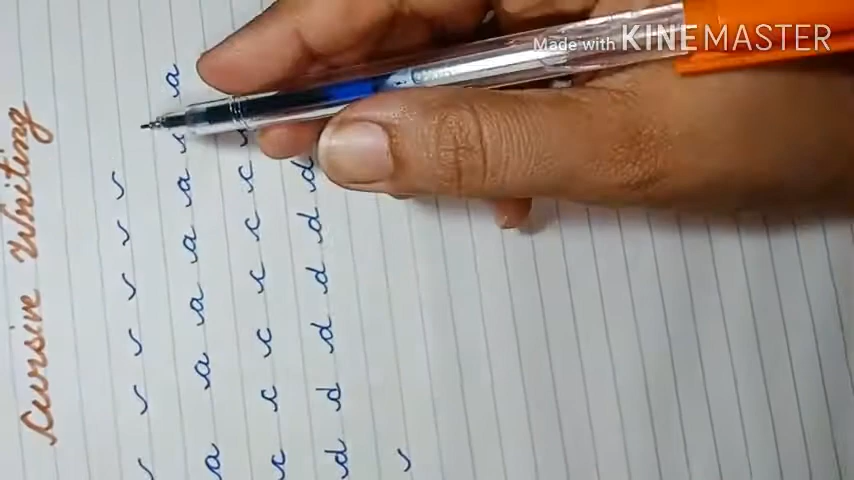 Made with KINEMASTER
Cursive Writing
a a a a a a
c c c c c c
d d d d d d